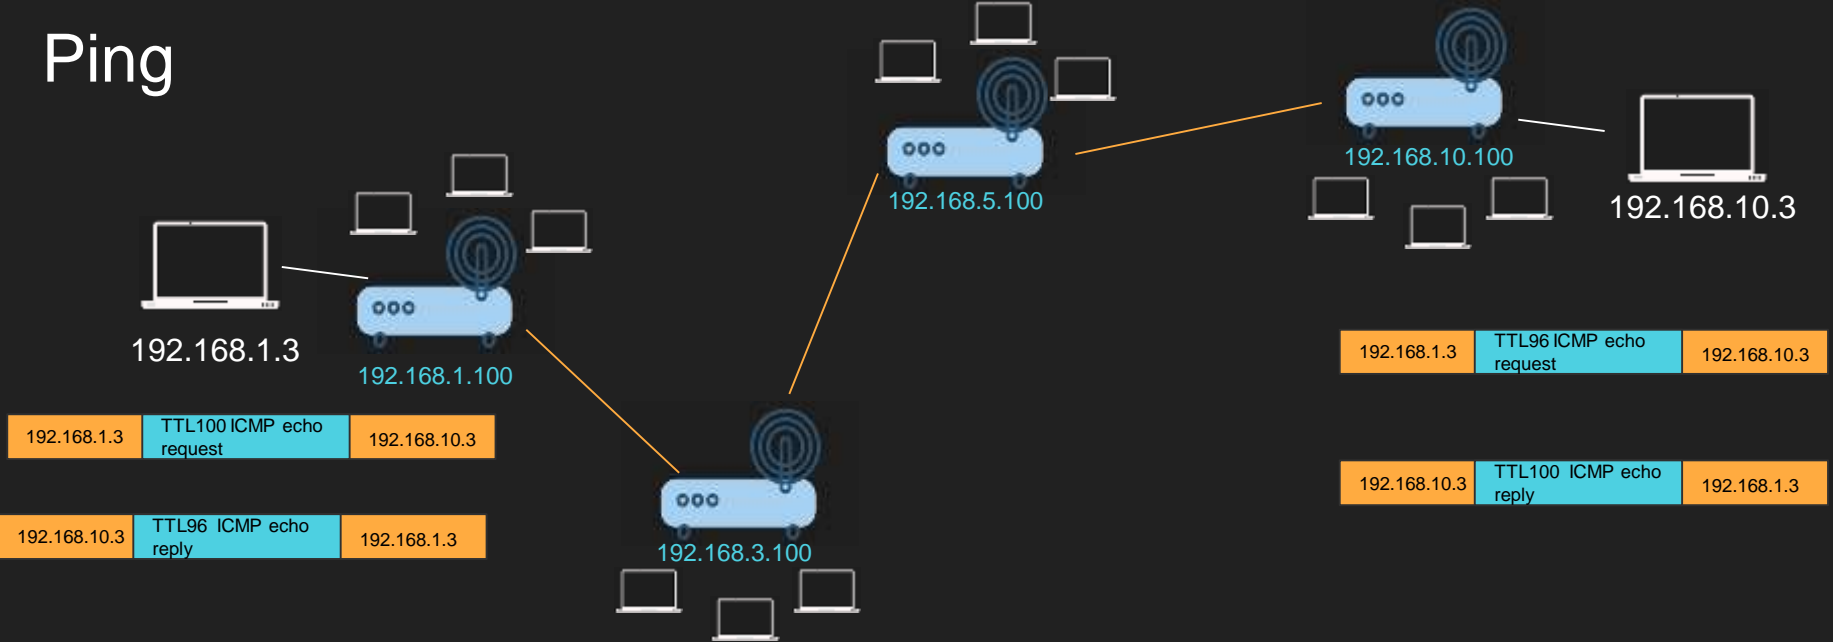 Ping
192.168.10.100
192.168.5.100
192.168.10.3
192.168.1.3
192.168.1.100
192.168.1.3
TTL96 ICMP echo
request
192.168.10.3
192.168.1.3
TTL100 ICMP echo
request
192.168.10.3
192.168.10.3
TTL100 ICMP echo
reply
192.168.1.3
192.168.10.3
TTL96 ICMP echo
reply
192.168.1.3
192.168.3.100